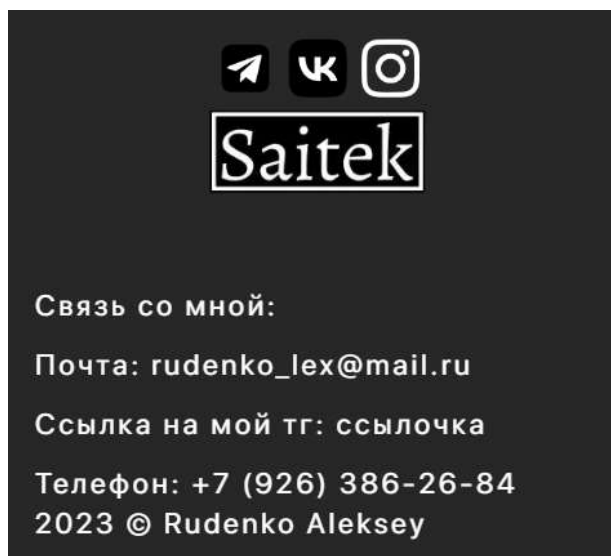 Saitek
Связь со мной:
Почта: rudenko_lex@mail.ru
Ссылка на мой тг: ссылочка
Телефон: +7 (926) 386-26-84
2023 © Rudenko Aleksey